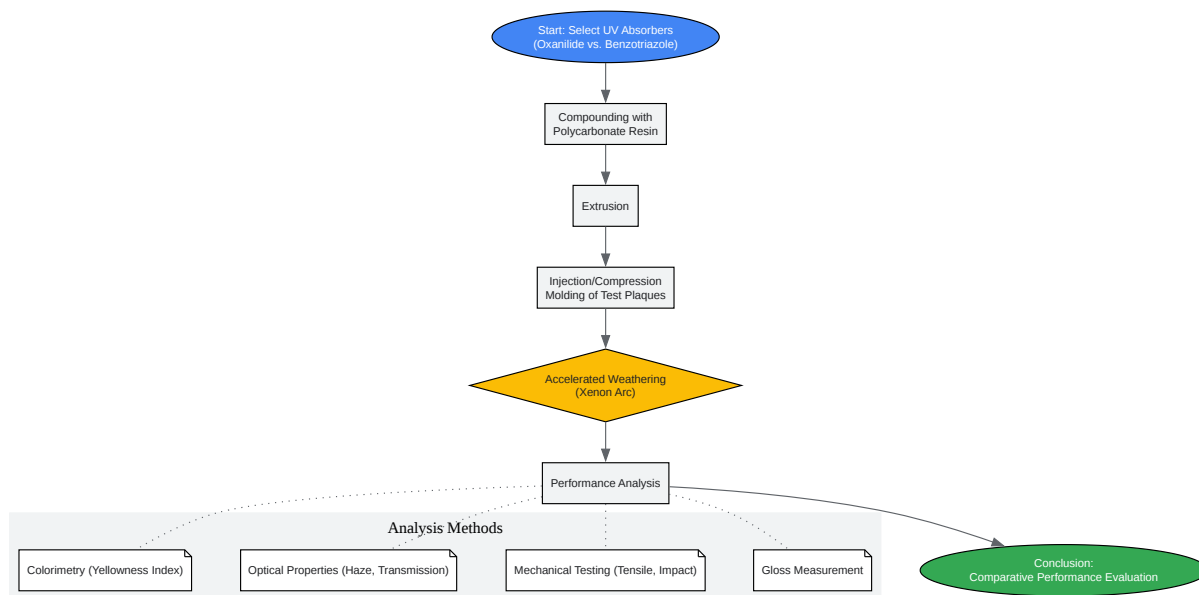 Start: Select UV Absorbers
(Oxanilide vs. Benzotriazole)
Compounding with
Polycarbonate Resin
Extrusion
Injection/Compression
Molding of Test Plaques
Accelerated Weathering
(Xenon Arc)
Performance Analysis
Analysis Methods
Colorimetry (Yellowness Index)
Optical Properties (Haze, Transmission)
Mechanical Testing (Tensile, Impact)
Gloss Measurement
Conclusion:
Comparative Performance Evaluation